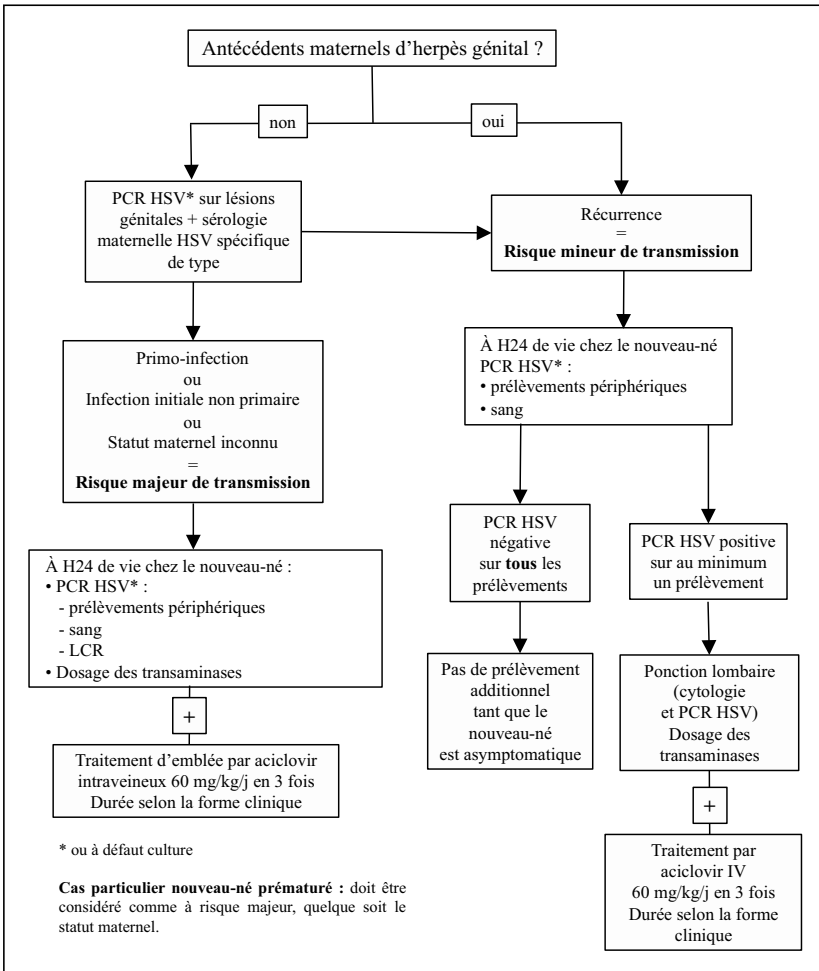 Antécédents maternels d’herpès génital ?
non
oui
PCR HSV* sur lésions
génitales + sérologie
maternelle HSV spécifique
de type
Récurrence
=
Risque mineur de transmission
Primo-infection
ou
Infection initiale non primaire
ou
Statut maternel inconnu
=
Risque majeur de transmission
À H24 de vie chez le nouveau-né
PCR HSV* :
• prélèvements périphériques
• sang
PCR HSV
négative
sur tous les
prélèvements
PCR HSV positive
sur au minimum
un prélèvement
À H24 de vie chez le nouveau-né :
• PCR HSV* :
- prélèvements périphériques
- sang
- LCR
• Dosage des transaminases
+
Traitement d’emblée par aciclovir
intraveineux 60 mg/kg/j en 3 fois
Durée selon la forme clinique
Pas de prélèvement
additionnel
tant que le
nouveau-né
est asymptomatique
Ponction lombaire
(cytologie
et PCR HSV)
Dosage des
transaminases
+
Traitement par
aciclovir IV
60 mg/kg/j en 3 fois
Durée selon la forme
clinique
* ou à défaut culture
Cas particulier nouveau-né prématuré : doit être
considéré comme à risque majeur, quelque soit le
statut maternel.